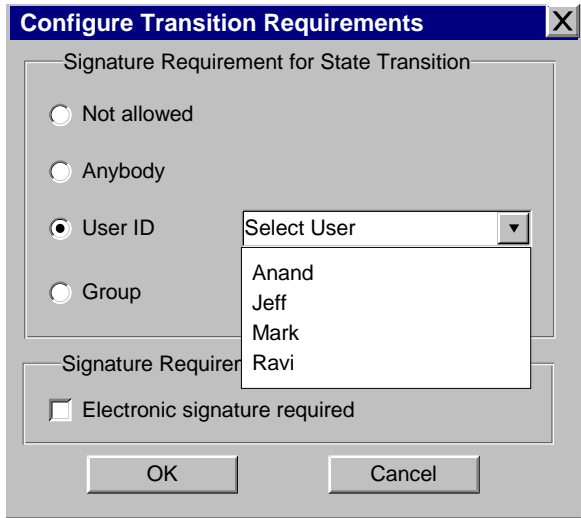 Configure Transition Requirements X
Signature Requirement for State Transition
Not allowed
Anybody
User ID Select User
Anand
Group Jeff
Mark
Signature Ravi
Electronic signature required
OK Cancel